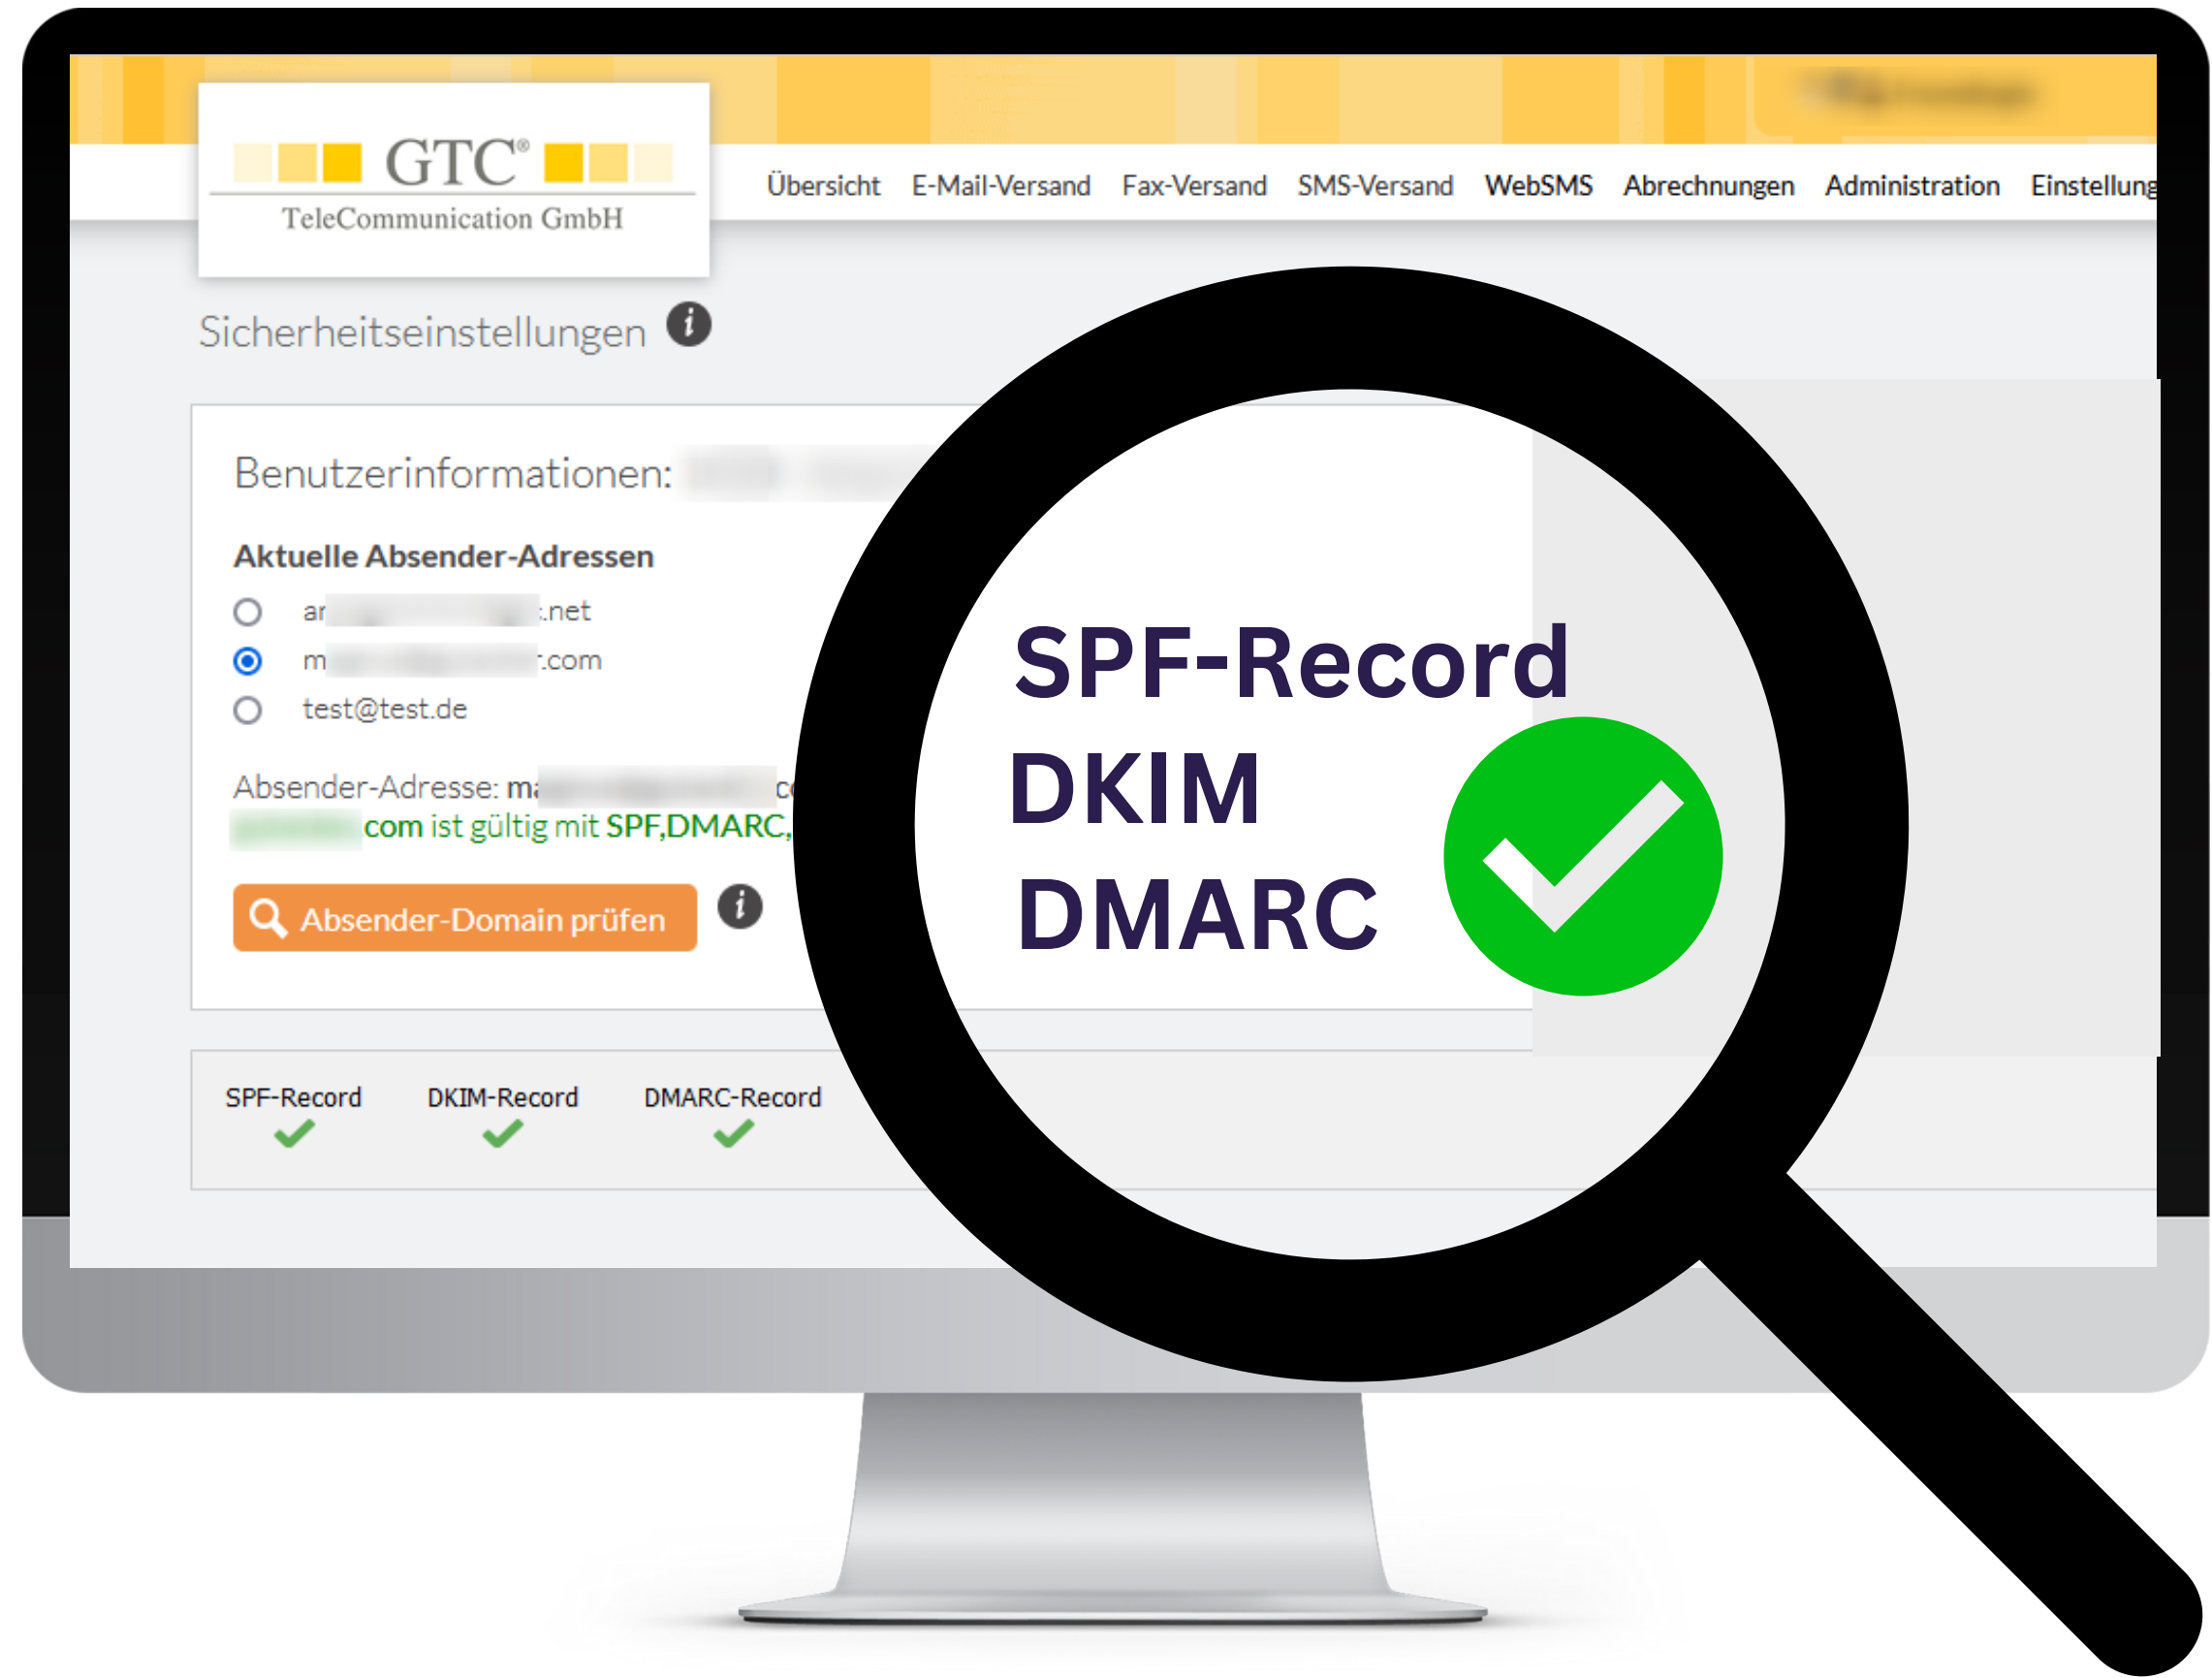 GTC®
TeleCommunication GmbH
Übersicht E-Mail-Versand Fax-Versand SMS-Versand WebSMS Abrechnungen Administration Einstellung
Sicherheitseinstellungen i
Benutzerinformationen:
Aktuelle Absender-Adressen
.net
.com
test@test.de
Absender-Adresse:
.com ist gültig mit SPF,DMARC,
Absender-Domain prüfen i
SPF-Record
DKIM
DMARC
SPF-Record DKIM-Record DMARC-Record